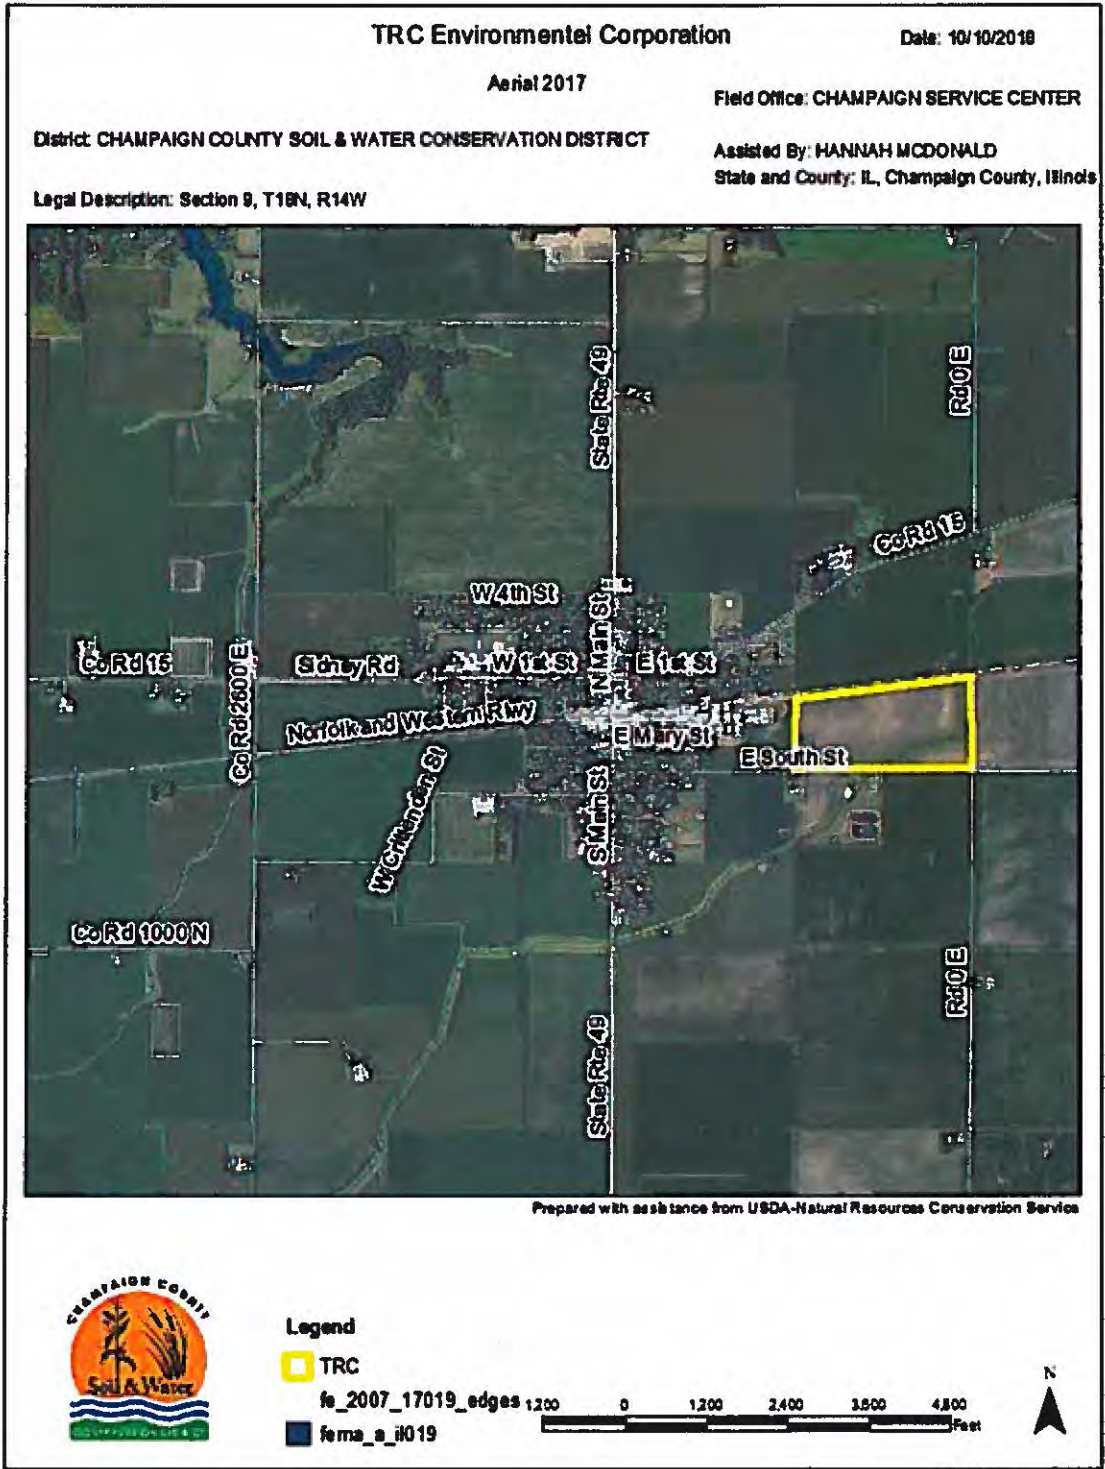 TRC Environmental Corporation
Date: 10/10/2018
Aerial 2017
Field Office: CHAMPAIGN SERVICE CENTER
District: CHAMPAIGN COUNTY SOIL & WATER CONSERVATION DISTRICT
Assisted By: HANNAH MCDONALD
State and County: IL, Champaign County, Illinois
Legal Description: Section 9, T18N, R14W
State Rte 49
Rd 0 E
Co Rd 15
W 4th St
N Main St
Co Rd 15
Sidney Rd
W 1st St
E 1st St
Co Rd 2600 E
Norfolk and Western Rlwy
E Mary St
E South St
W Crittenden St
S Main St
Co Rd 1000 N
Rd 0 E
State Rte 49
Prepared with assistance from USDA-Natural Resources Conservation Service
CHAMPAIGN COUNTY
Soil & Water
Legend
TRC
fe_2007_17019_edges
fema_a_il019
1,200 0 1,200 2,400 3,600 4,800
Feet
N